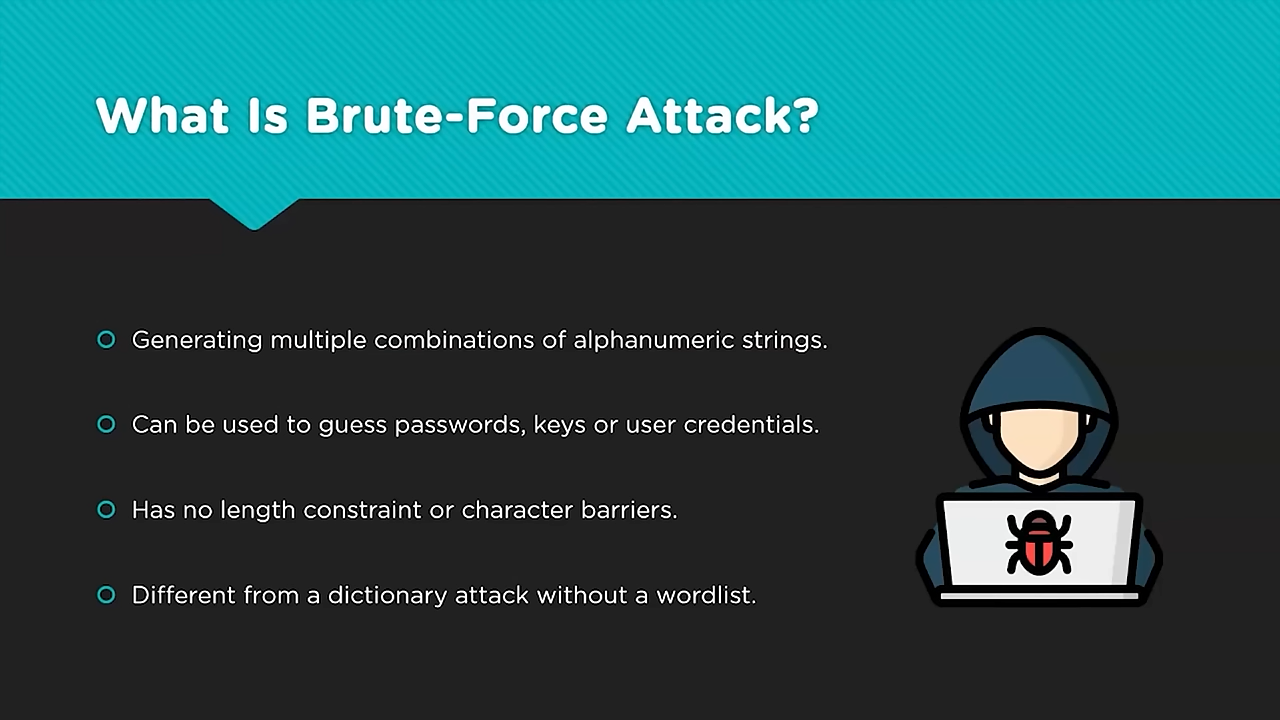 What Is Brute-Force Attack?
Generating multiple combinations of alphanumeric strings.
Can be used to guess passwords, keys or user credentials.
Has no length constraint or character barriers.
Different from a dictionary attack without a wordlist.